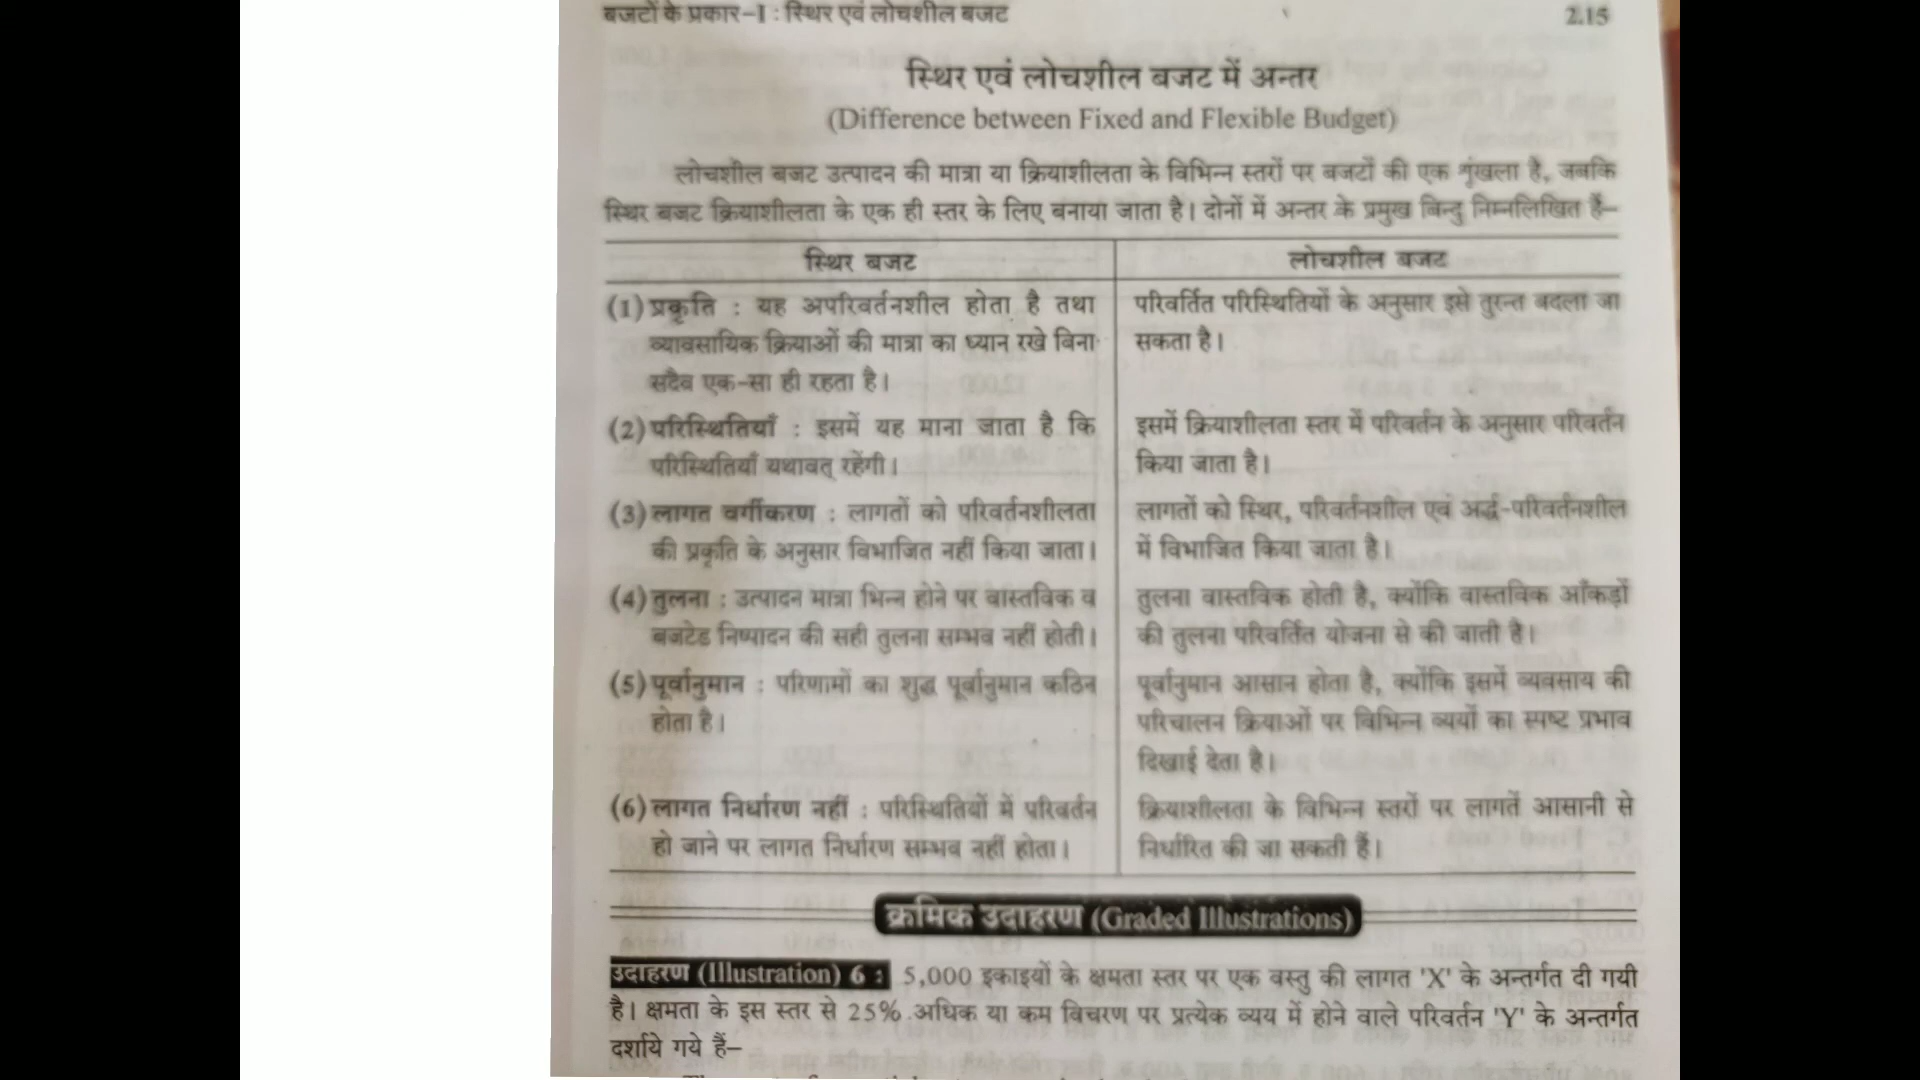 बजटों के प्रकार–I : स्थिर एवं लोचशील बजट 2.15
स्थिर एवं लोचशील बजट में अन्तर
(Difference between Fixed and Flexible Budget)
लोचशील बजट उत्पादन की मात्रा या क्रियाशीलता के विभिन्न स्तरों पर बजटों की एक शृंखला है, जबकि
स्थिर बजट क्रियाशीलता के एक ही स्तर के लिए बनाया जाता है। दोनों में अन्तर के प्रमुख बिन्दु निम्नलिखित हैं–
स्थिर बजट
(1) प्रकृति : यह अपरिवर्तनशील होता है तथा
व्यावसायिक क्रियाओं की मात्रा का ध्यान रखे बिना
सदैव एक-सा ही रहता है।
(2) परिस्थितियाँ : इसमें यह माना जाता है कि
परिस्थितियाँ यथावत् रहेंगी।
(3) लागत वर्गीकरण : लागतों को परिवर्तनशीलता
की प्रकृति के अनुसार विभाजित नहीं किया जाता।
(4) तुलना : उत्पादन मात्रा भिन्न होने पर वास्तविक व
बजटेड निष्पादन की सही तुलना सम्भव नहीं होती।
(5) पूर्वानुमान : परिणामों का शुद्ध पूर्वानुमान कठिन
होता है।
(6) लागत निर्धारण नहीं : परिस्थितियों में परिवर्तन
हो जाने पर लागत निर्धारण सम्भव नहीं होता।
लोचशील बजट
परिवर्तित परिस्थितियों के अनुसार इसे तुरन्त बदला जा
सकता है।
इसमें क्रियाशीलता स्तर में परिवर्तन के अनुसार परिवर्तन
किया जाता है।
लागतों को स्थिर, परिवर्तनशील एवं अर्द्ध-परिवर्तनशील
में विभाजित किया जाता है।
तुलना वास्तविक होती है, क्योंकि वास्तविक आँकड़ों
की तुलना परिवर्तित योजना से की जाती है।
पूर्वानुमान आसान होता है, क्योंकि इसमें व्यवसाय की
परिचालन क्रियाओं पर विभिन्न व्ययों का स्पष्ट प्रभाव
दिखाई देता है।
क्रियाशीलता के विभिन्न स्तरों पर लागतें आसानी से
निर्धारित की जा सकती हैं।
क्रमिक उदाहरण (Graded Illustrations)
उदाहरण (Illustration) 6 : 5,000 इकाइयों के क्षमता स्तर पर एक वस्तु की लागत 'X' के अन्तर्गत दी गयी
है। क्षमता के इस स्तर से 25% अधिक या कम विचरण पर प्रत्येक व्यय में होने वाले परिवर्तन 'Y' के अन्तर्गत
दर्शाये गये हैं–